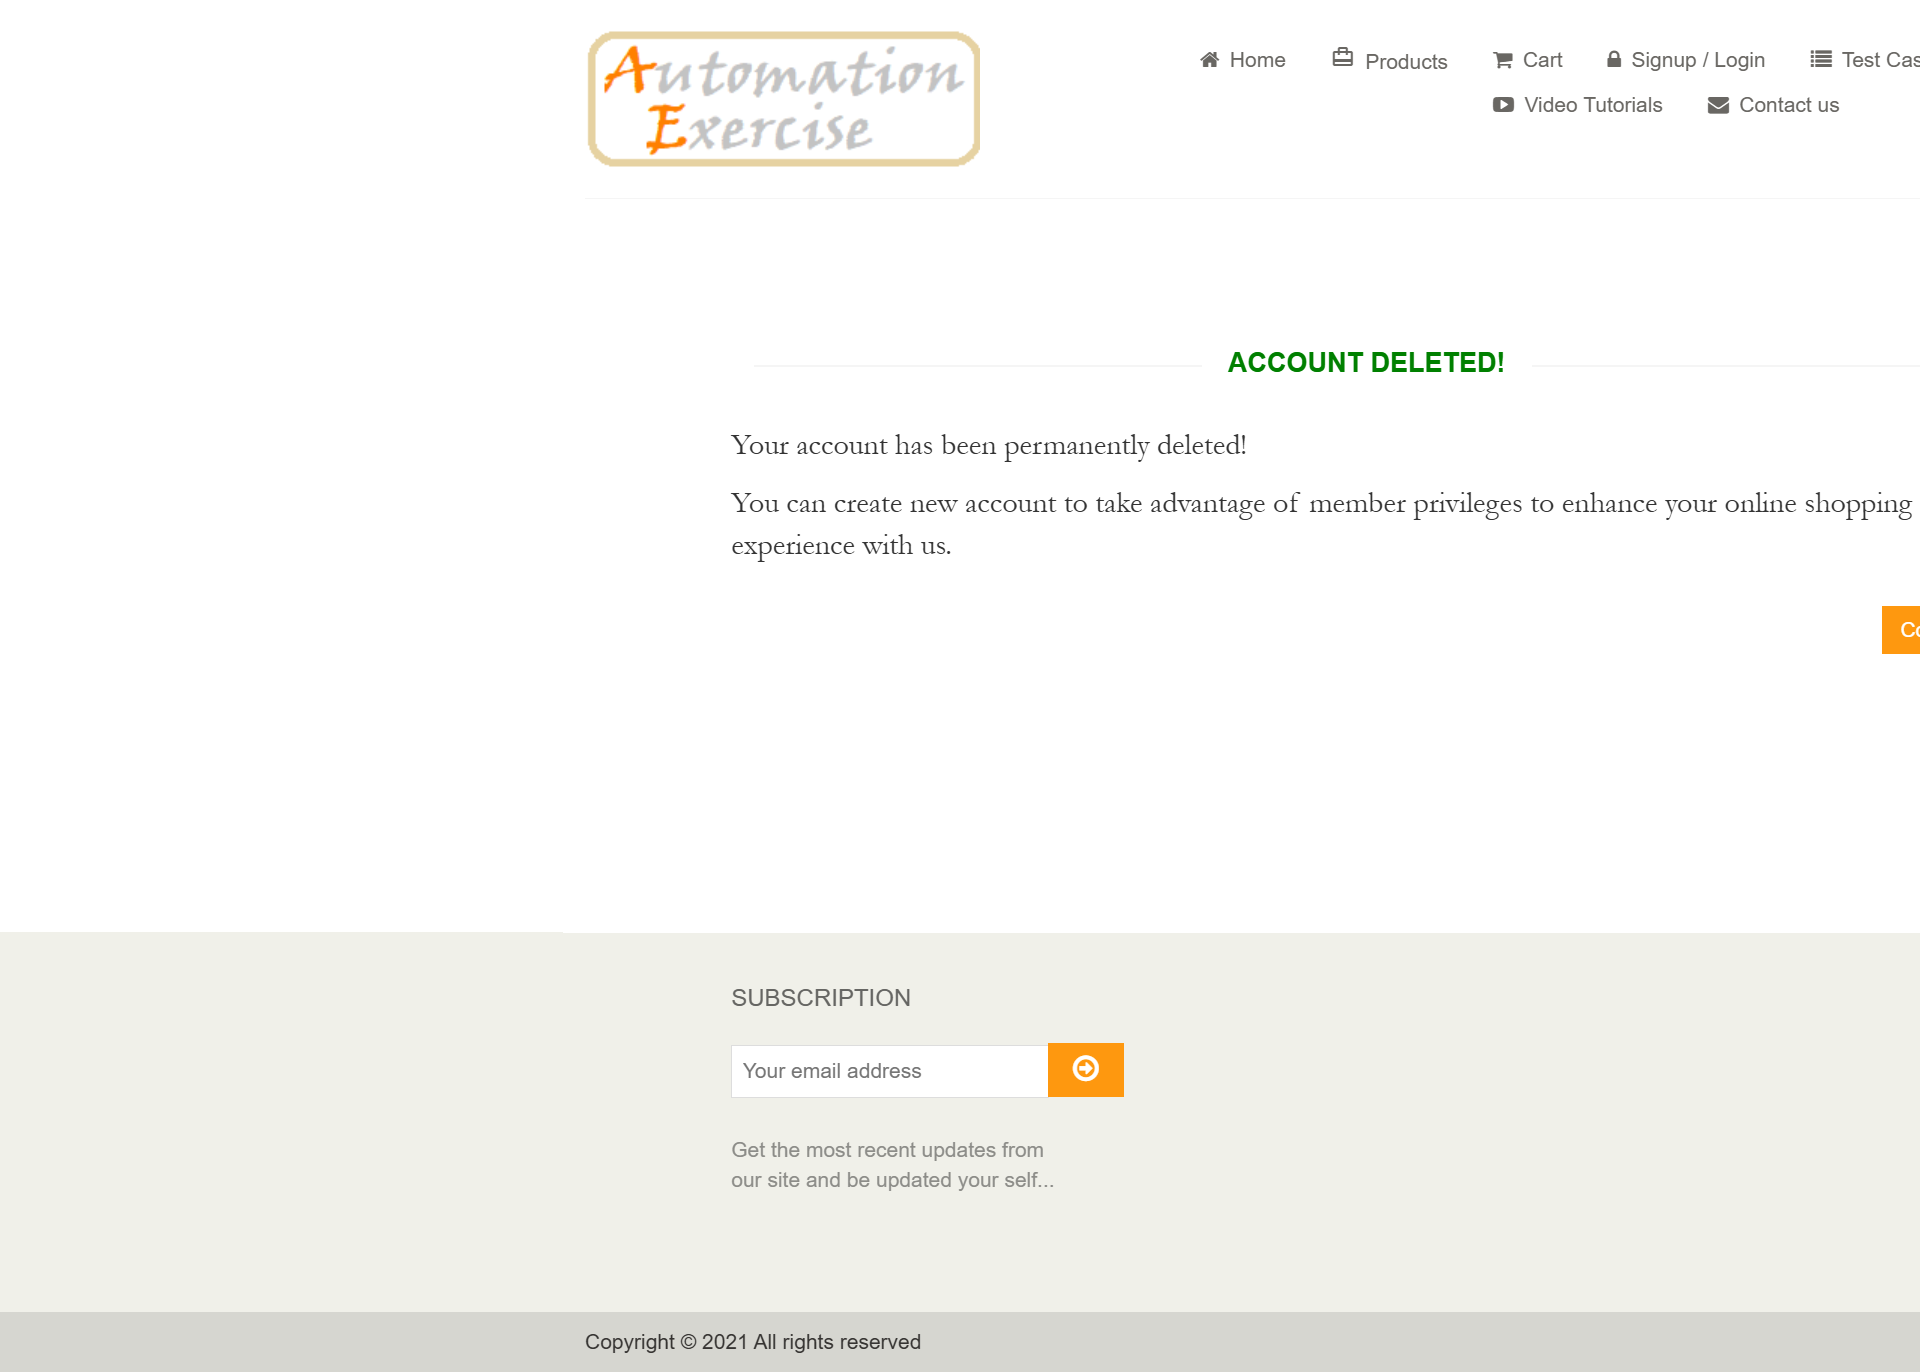 Automation
Exercise
Home Products Cart Signup / Login Test Cas
Video Tutorials Contact us
ACCOUNT DELETED!
Your account has been permanently deleted!
You can create new account to take advantage of member privileges to enhance your online shopping
experience with us.
Co
SUBSCRIPTION
Your email address
Get the most recent updates from
our site and be updated your self...
Copyright © 2021 All rights reserved